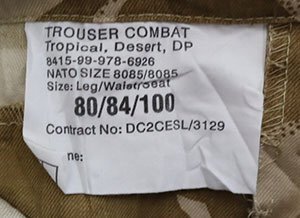 TROUSER COMBAT
Tropical, Desert, DP
8415-99-978-6926
NATO SIZE 8085/8085
Size: Leg/Waist/Seat
80/84/100
Contract No: DC2CESL/3129
ne: